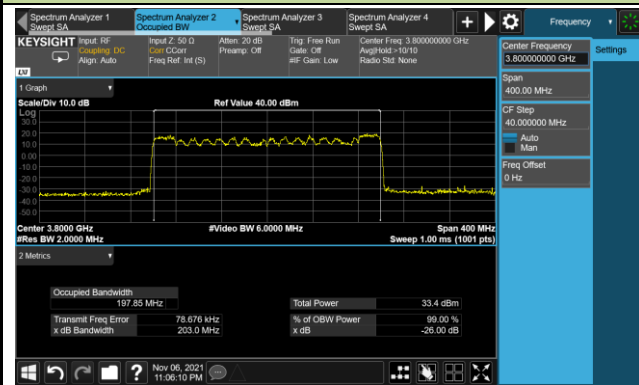 Spectrum Analyzer 1
Swept SA
Spectrum Analyzer 2
Occupied BW
Spectrum Analyzer 3
Swept SA
Spectrum Analyzer 4
Swept SA
Frequency
KEYSIGHT
Input: RF
Coupling: DC
Align: Auto
Input Z: 50 Ω
Corr CCorr
Freq Ref: Int (S)
Atten: 20 dB
Preamp: Off
Trig: Free Run
Gate: Off
#IF Gain: Low
Center Freq: 3.800000000 GHz
Avg|Hold:>10/10
Radio Std: None
LXI
Center Frequency
3.800000000 GHz
Settings
Span
400.00 MHz
CF Step
40.000000 MHz
Auto
Man
Freq Offset
0 Hz
1 Graph
Scale/Div 10.0 dB
Ref Value 40.00 dBm
Log
30.0
20.0
10.0
0.00
-10.0
-20.0
-30.0
-40.0
-50.0
Center 3.8000 GHz
#Video BW 6.0000 MHz
Span 400 MHz
#Res BW 2.0000 MHz
Sweep 1.00 ms (1001 pts)
2 Metrics
Occupied Bandwidth
197.85 MHz
Total Power
33.4 dBm
Transmit Freq Error
78.676 kHz
% of OBW Power
99.00 %
x dB Bandwidth
203.0 MHz
x dB
-26.00 dB
?
Nov 06, 2021
11:06:10 PM